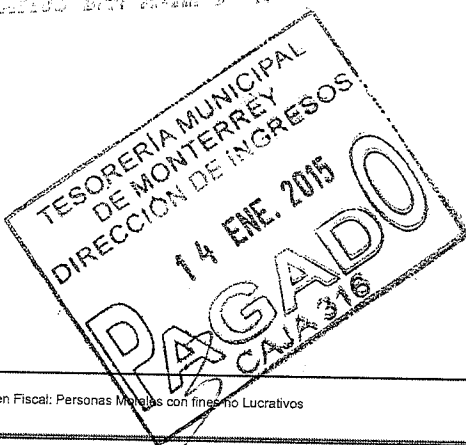 TESORERÍA MUNICIPAL
DE MONTERREY
DIRECCIÓN DE INGRESOS
14 ENE. 2015
PAGADO
CAJA 316
en Fiscal: Personas Morales con fines no Lucrativos